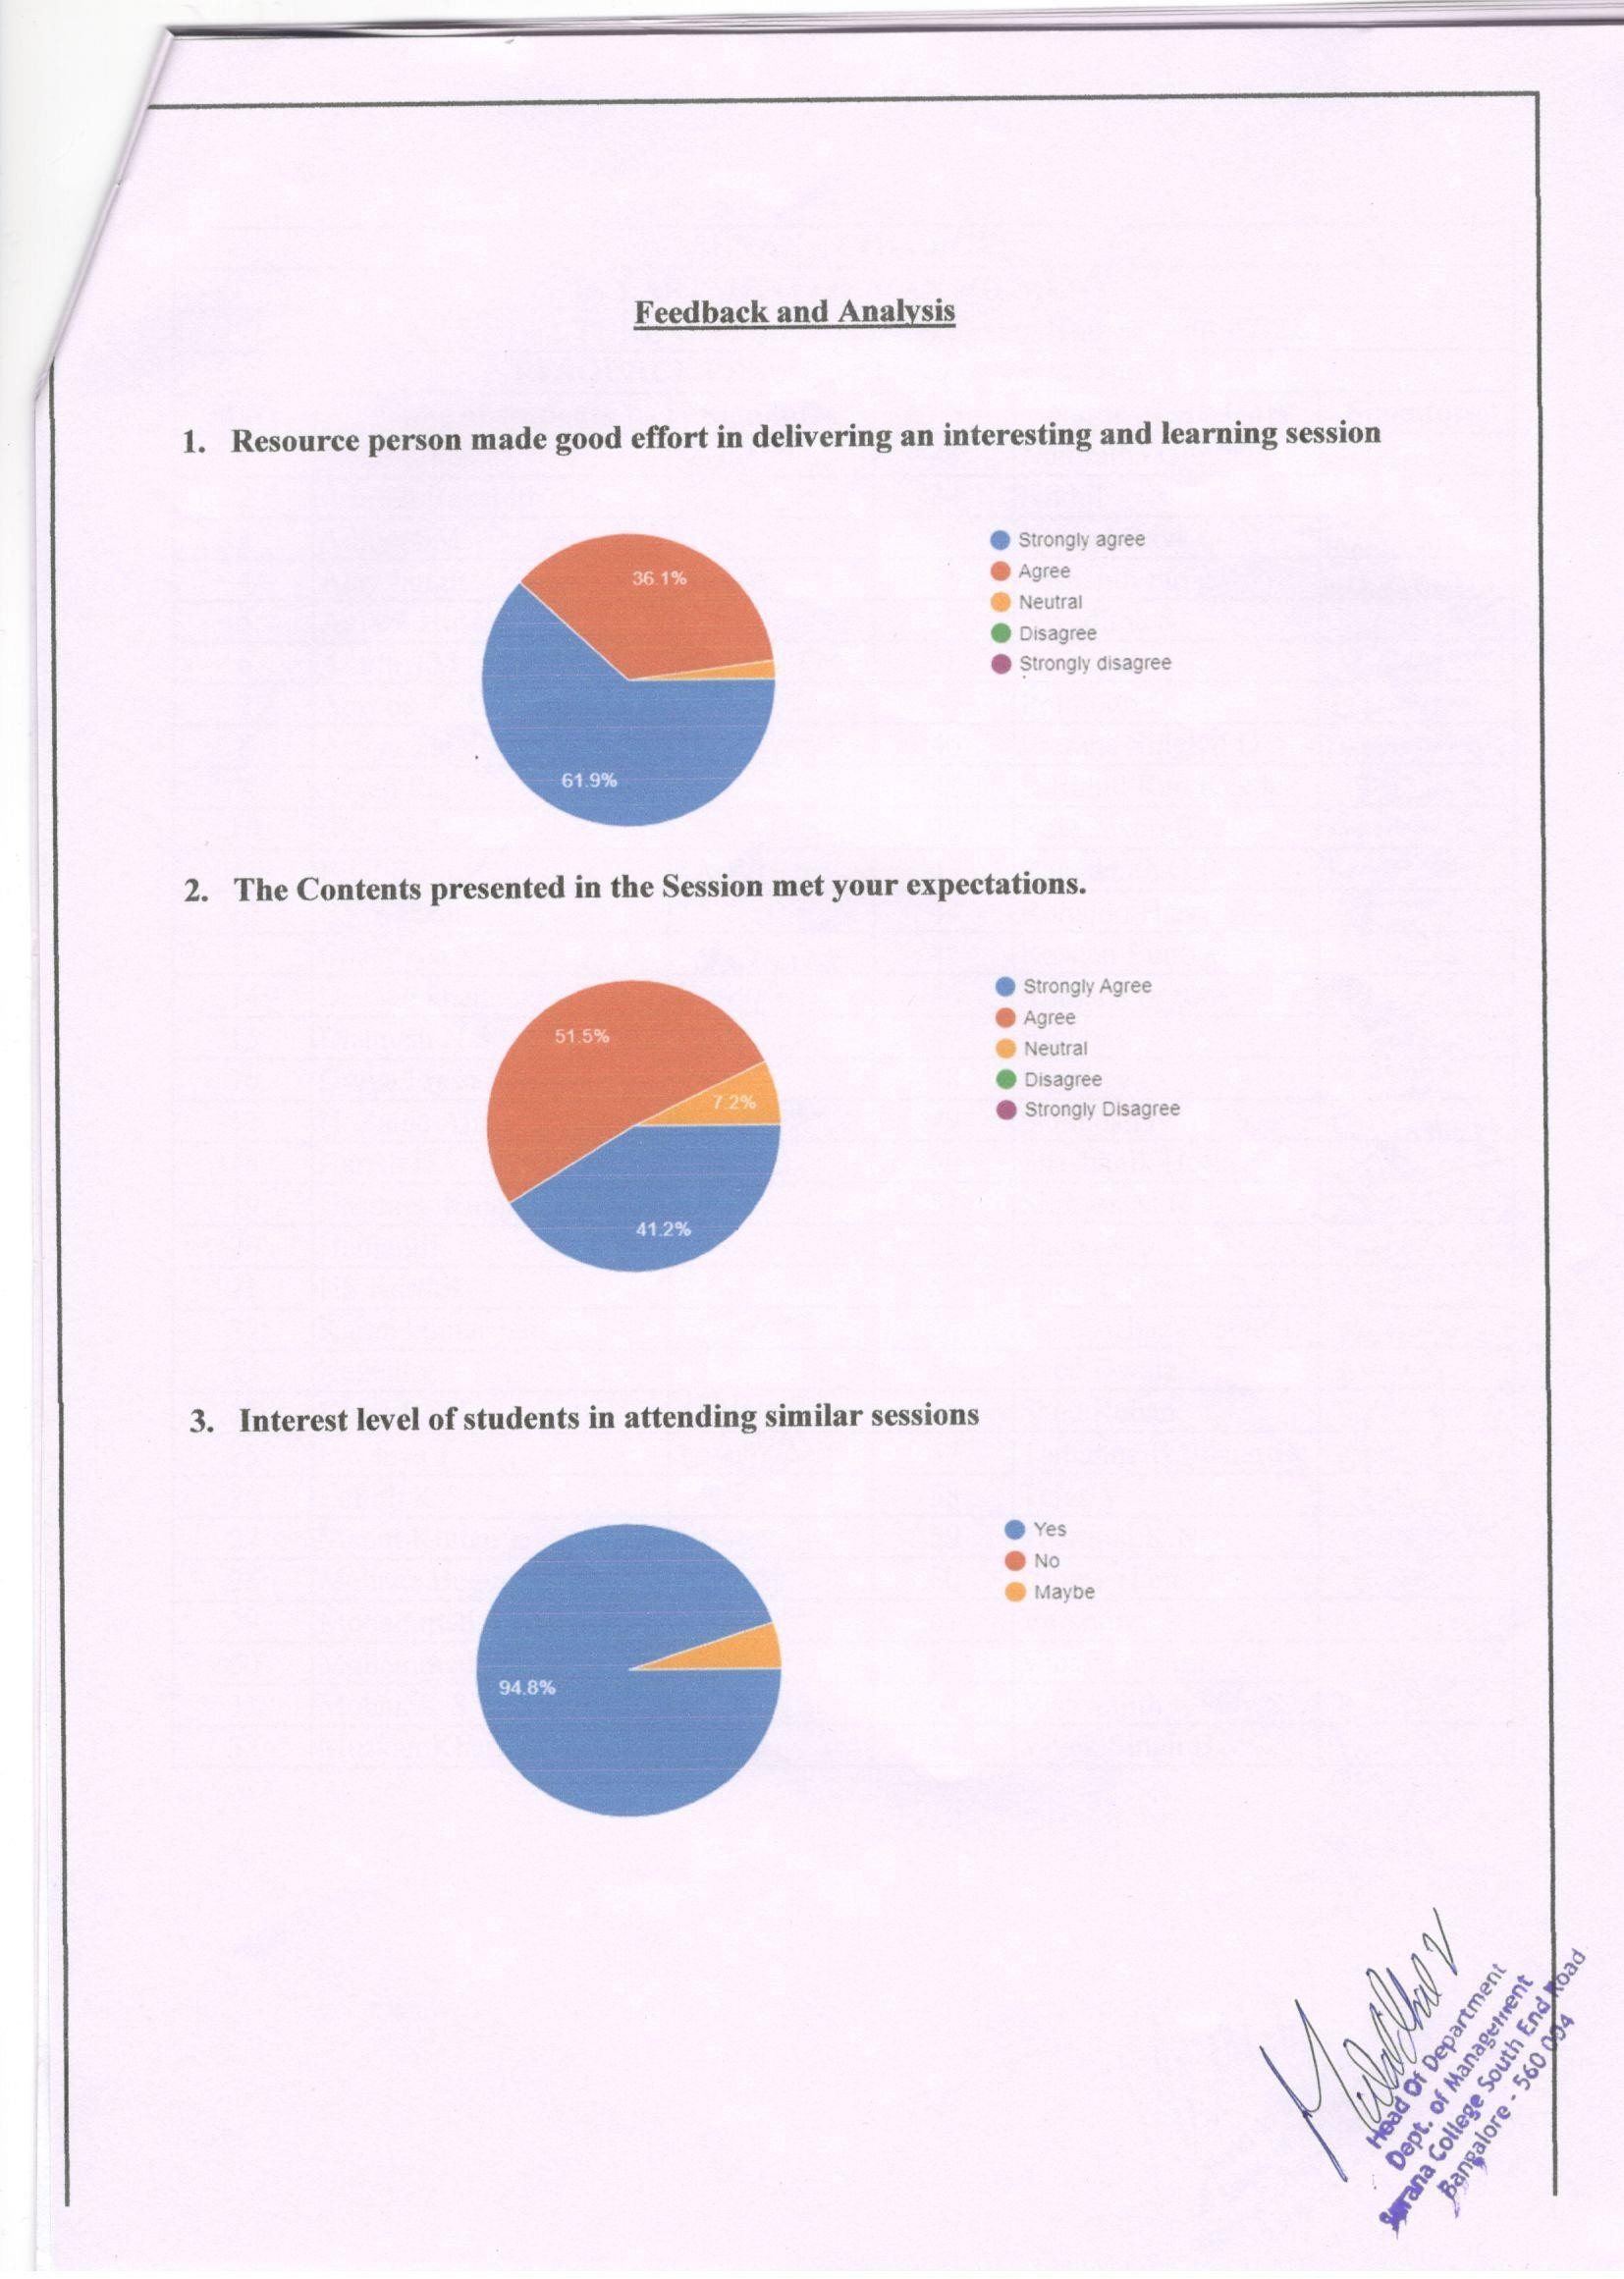 Feedback and Analysis
1. Resource person made good effort in delivering an interesting and learning session
36.1%
61.9%
Strongly agree
Agree
Neutral
Disagree
Strongly disagree
2. The Contents presented in the Session met your expectations.
51.5%
7.2%
41.2%
Strongly Agree
Agree
Neutral
Disagree
Strongly Disagree
3. Interest level of students in attending similar sessions
94.8%
Yes
No
Maybe
Head Of Department
Dept. of Management
Surana College South End Road
Bangalore - 560 004